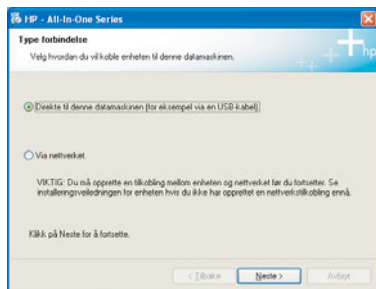 HP - All-In-One Series
Type forbindelse
Velg hvordan du vil koble enheten til denne datamaskinen.
hp
Direkte til denne datamaskinen (for eksempel via en USB-kabel).
Via nettverket.
VIKTIG: Du må opprette en tilkobling mellom enheten og nettverket før du fortsetter. Se
installeringsveiledningen for enheten hvis du ikke har opprettet en nettverkstilkobling ennå.
Klikk på Neste for å fortsette.
< Tilbake Neste > Avbryt